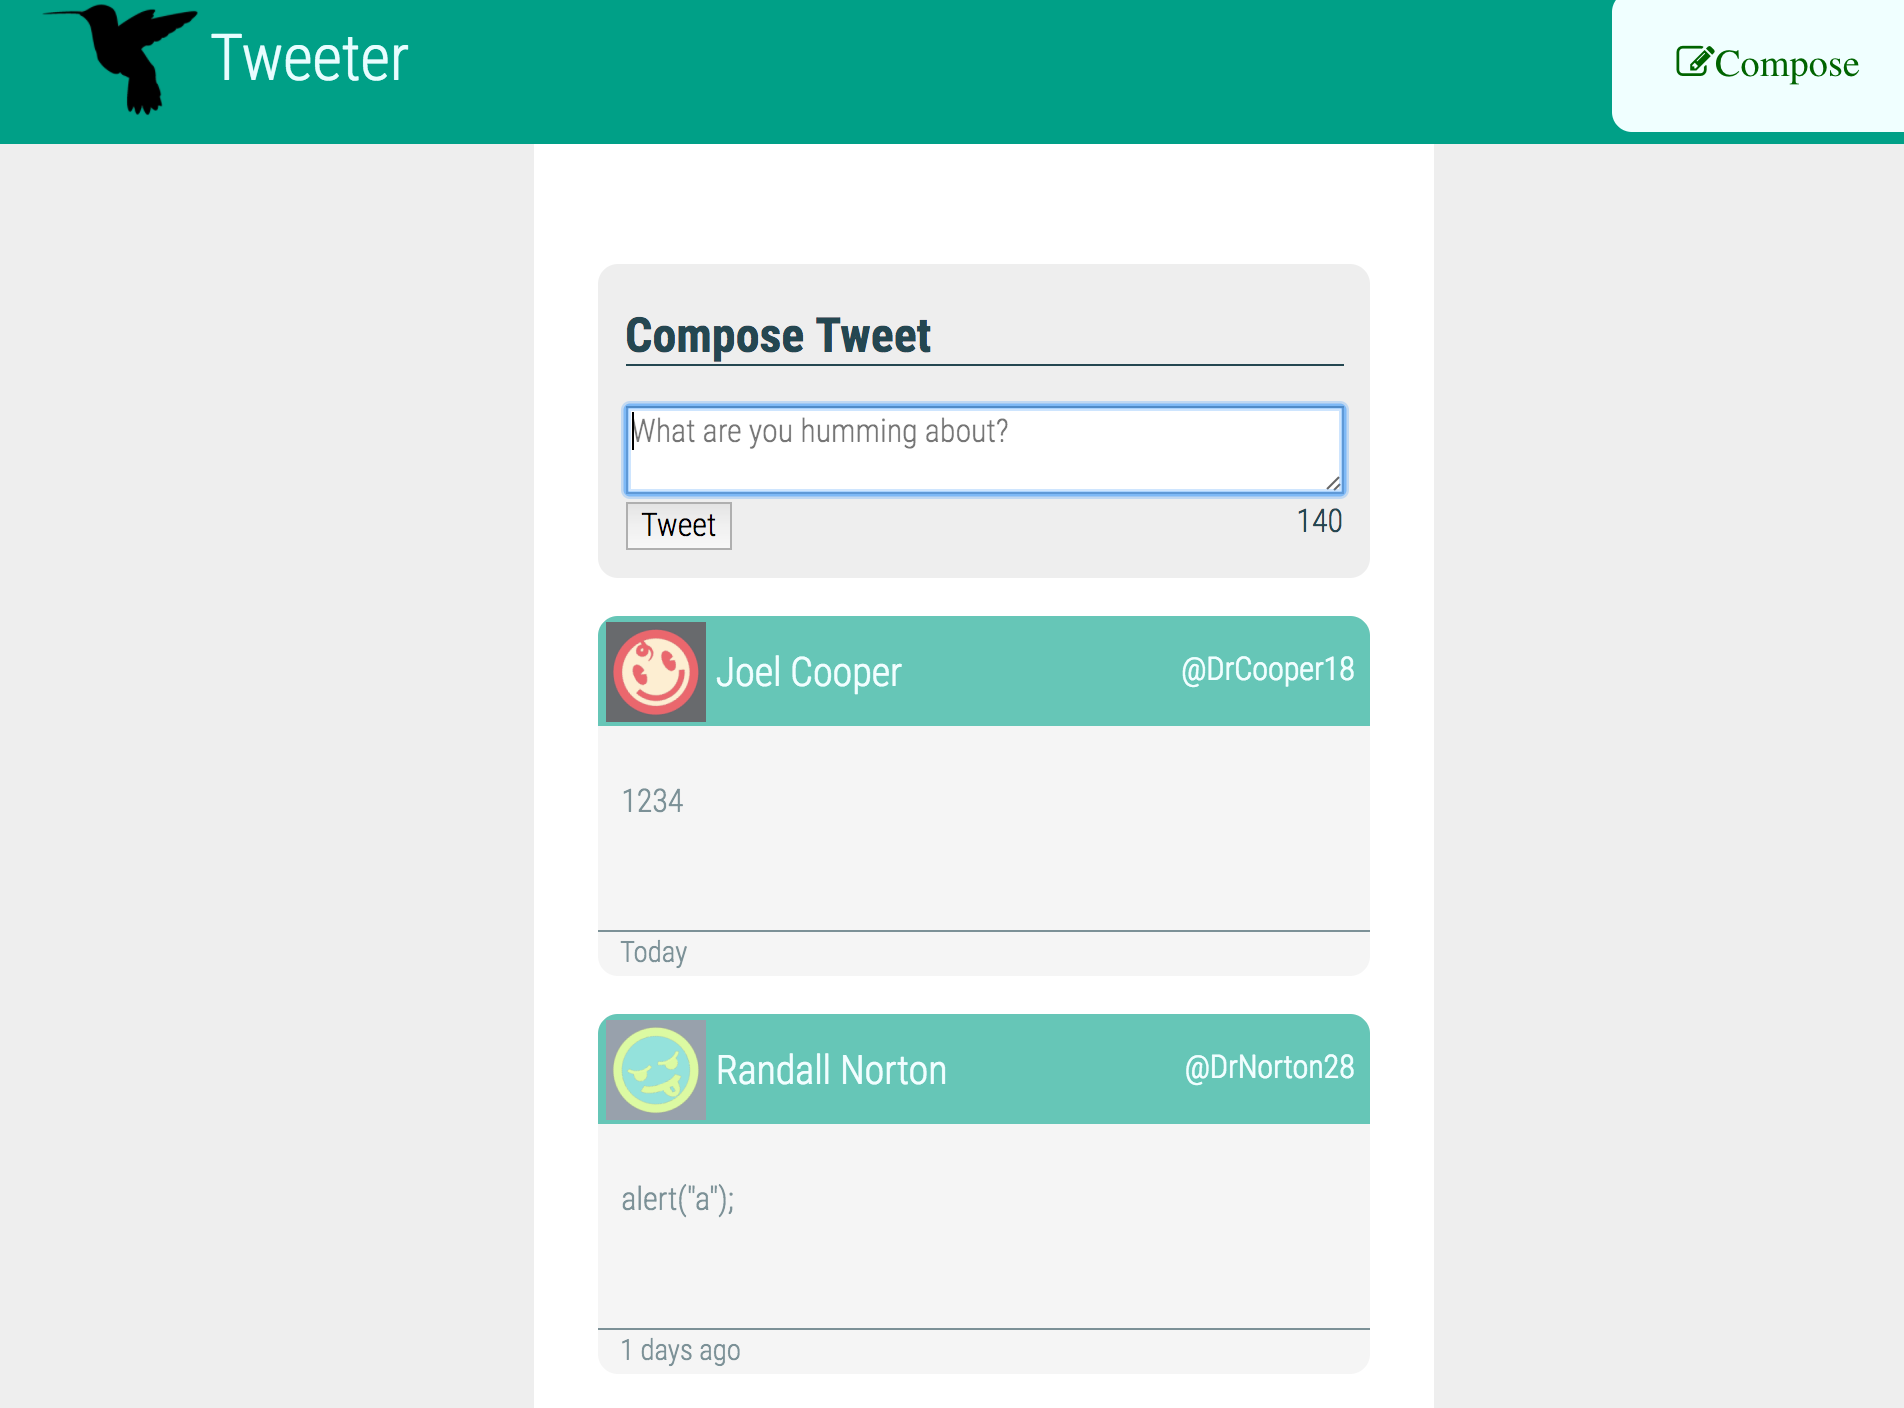 Tweeter
Compose
Compose Tweet
What are you humming about?
Tweet
140
Joel Cooper
@DrCooper18
1234
Today
Randall Norton
@DrNorton28
alert("a");
1 days ago